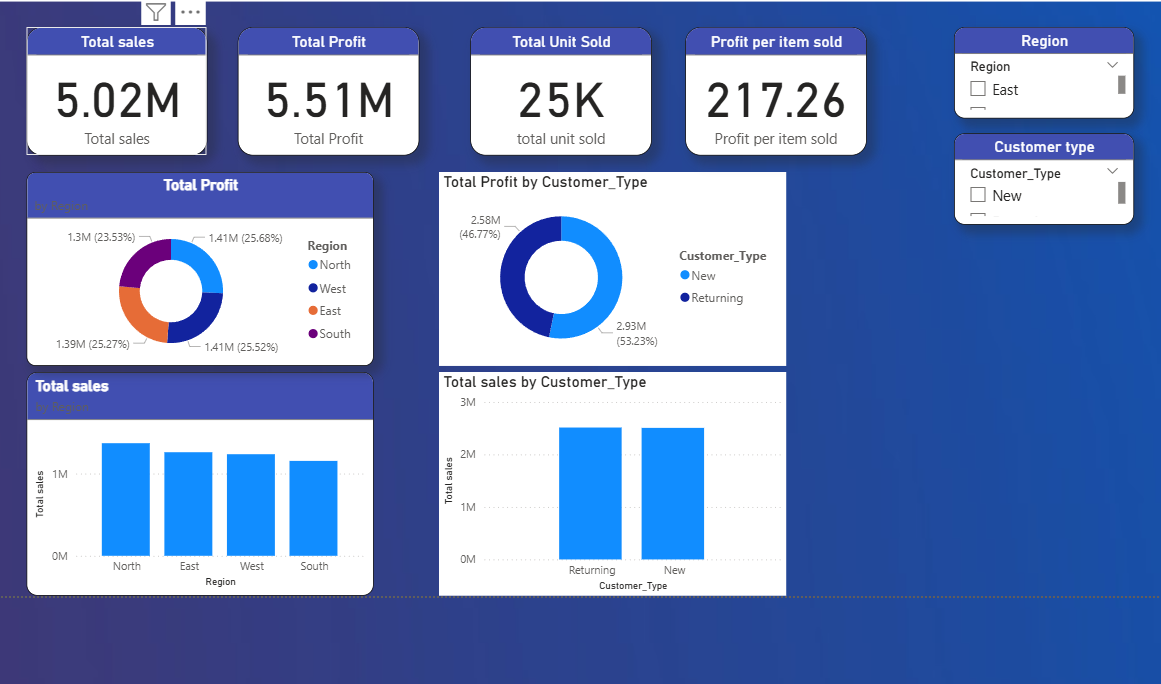 Total sales
5.02M
Total sales
Total Profit
5.51M
Total Profit
Total Unit Sold
25K
total unit sold
Profit per item sold
217.26
Profit per item sold
Region
Region
East
Customer type
Customer_Type
New
Total Profit
by Region
1.3M (23.53%)
1.41M (25.68%)
1.39M (25.27%)
1.41M (25.52%)
Region
North
West
East
South
Total Profit by Customer_Type
2.58M
(46.77%)
2.93M
(53.23%)
Customer_Type
New
Returning
Total sales
by Region
Total sales
1M
0M
North
East
West
South
Region
Total sales by Customer_Type
Total sales
3M
2M
1M
0M
Returning
New
Customer_Type